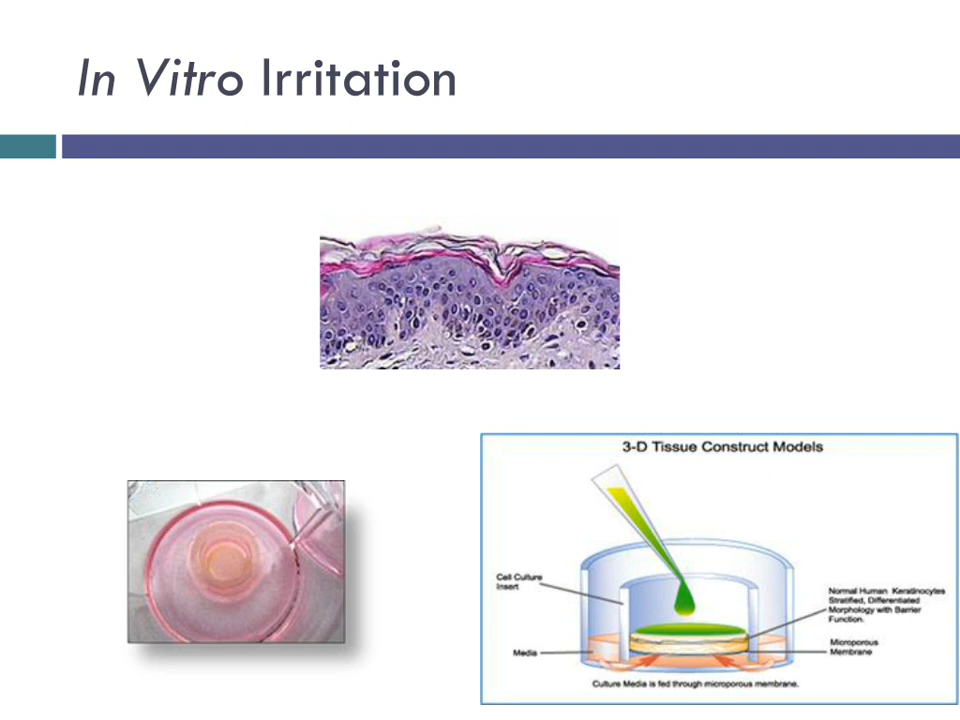 In Vitro Irritation
3-D Tissue Construct Models
Cell Culture
Insert
Normal Human Keratinocytes
Stratified, Differentiated
Morphology with Barrier
Function.
Microporous
Membrane
Media
Culture Media is fed through microporous membrane.